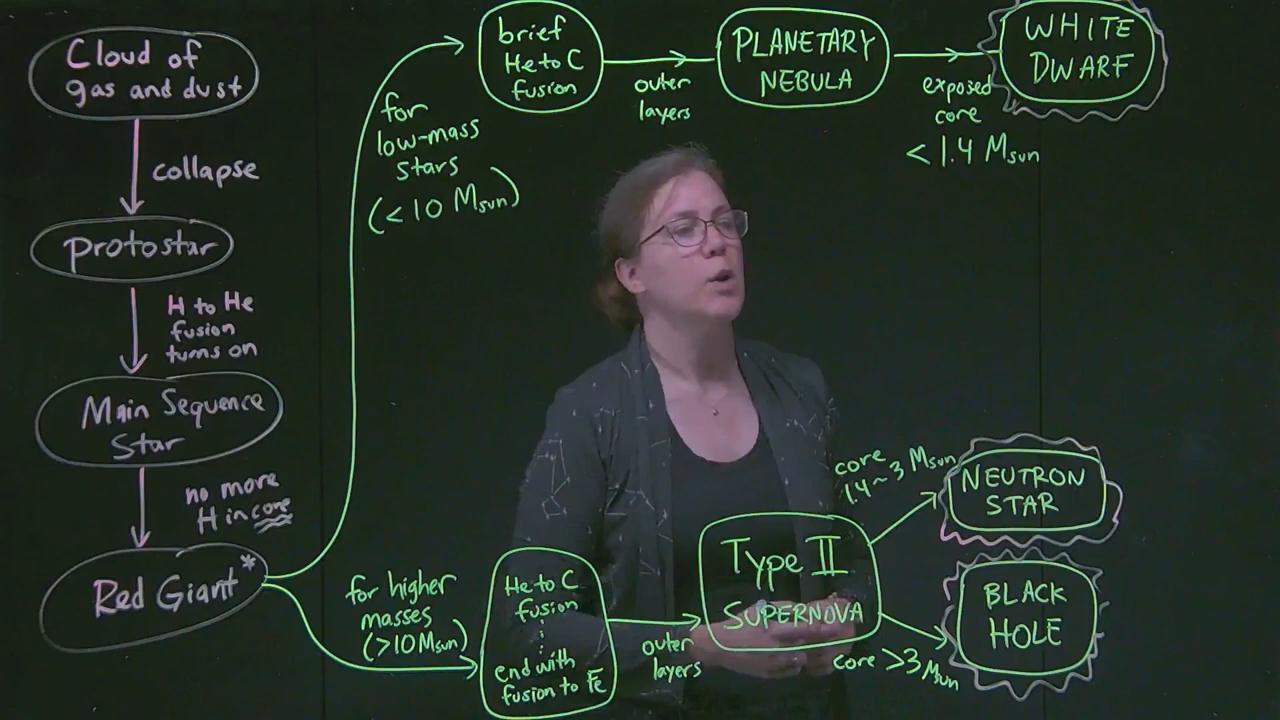 Cloud of
gas and dust
collapse
protostar
H to He
fusion
turns on
Main Sequence
Star
no more
H in core
Red Giant*
for
low-mass
stars
(<10 Msun)
brief
He to C
fusion
outer
layers
PLANETARY
NEBULA
exposed
core
< 1.4 Msun
WHITE
DWARF
for higher
masses
(>10 Msun)
He to C
fusion
end with
fusion to Fe
outer
layers
Type II
SUPERNOVA
core
1.4~3 Msun
NEUTRON
STAR
core >3 Msun
BLACK
HOLE